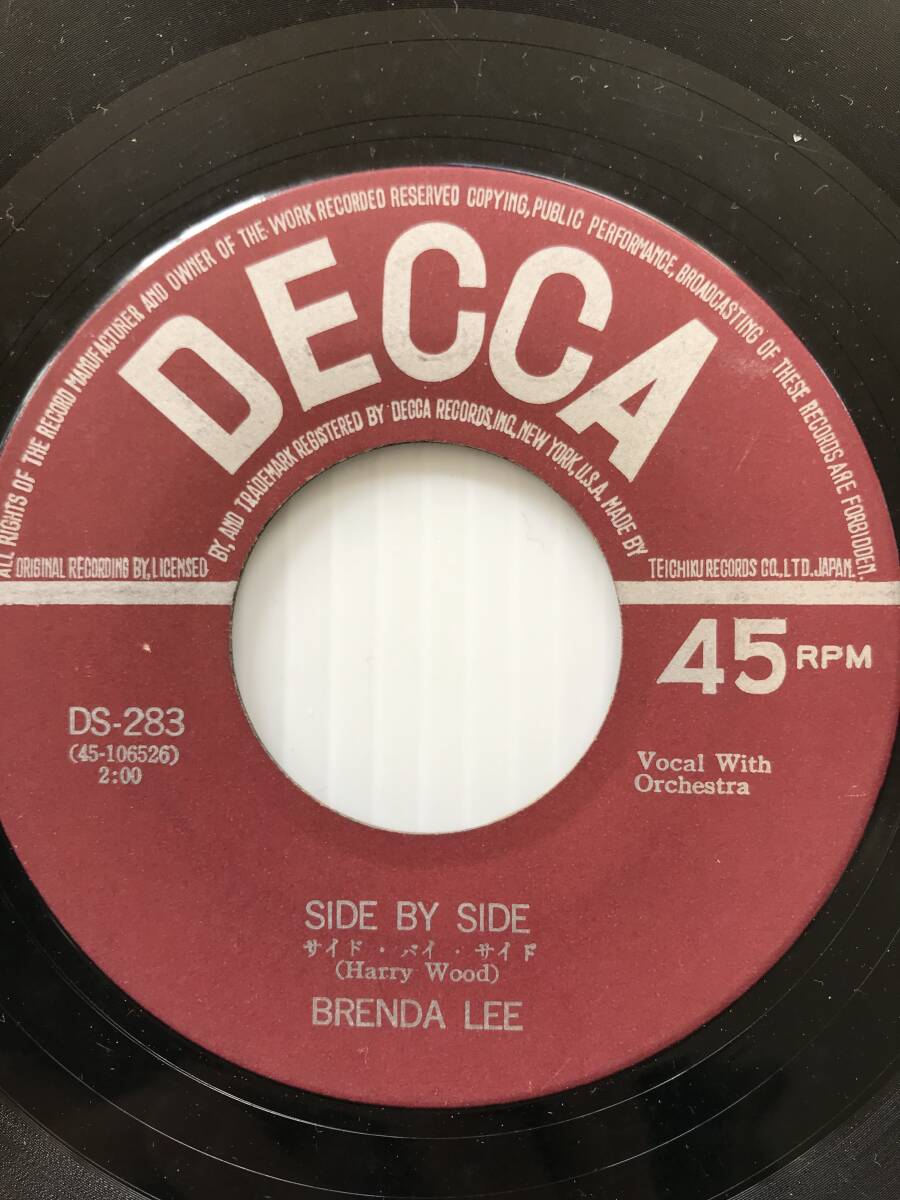 ALL RIGHTS OF THE RECORD MANUFACTURER AND OWNER OF THE WORK RECORDED RESERVED COPYING, PUBLIC PERFORMANCE, BROADCASTING OF THESE RECORDS ARE FORBIDDEN.
DECCA
ORIGINAL RECORDING BY, LICENSED BY, AND TRADEMARK REGISTERED BY DECCA RECORDS, INC, NEW YORK, U.S.A. MADE BY TEICHIKU RECORDS CO., LTD. JAPAN.
45 RPM
DS-283
(45-106526)
2:00
Vocal With
Orchestra
SIDE BY SIDE
サイド・バイ・サイド
(Harry Wood)
BRENDA LEE